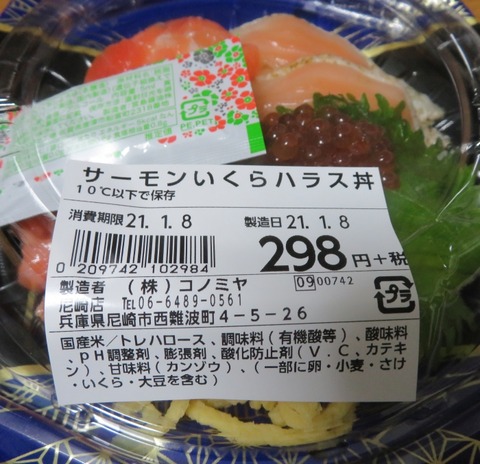 PE,PET
サーモンいくらハラス丼
10℃以下で保存
消費期限 21. 1. 8
製造日 21. 1. 8
298円+税
0 209742 102984
09 00742
製造者 (株)コノミヤ
尼崎店 TEL 06-6489-0561
プラ
兵庫県尼崎市西難波町4-5-26
国産米/トレハロース、調味料(有機酸等)、酸味料
、pH調整剤、膨張剤、酸化防止剤(V.C、カテキ
ン)、甘味料(カンゾウ)、(一部に卵・小麦・さけ
・いくら・大豆を含む)